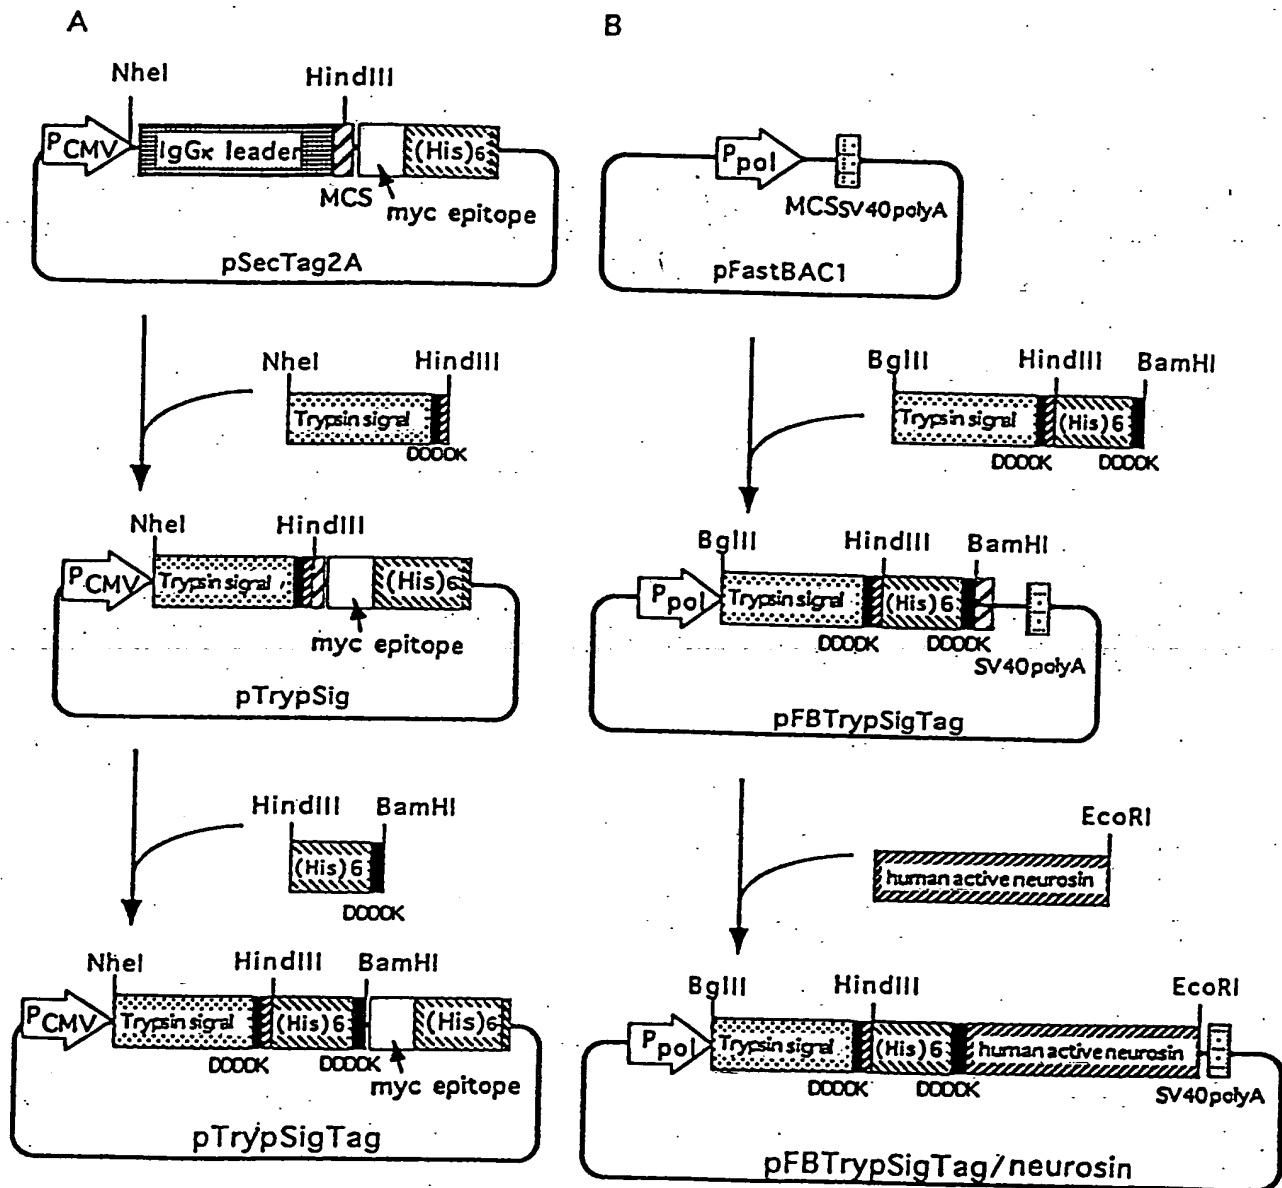 A
NheI
HindIII
PCMV
IgGκ leader
(His)6
MCS
myc epitope
pSecTag2A
NheI
HindIII
Trypsin signal
DDDDK
NheI
HindIII
PCMV
Trypsin signal
(His)6
myc epitope
pTrypSig
HindIII
BamHI
(His)6
DDDDK
NheI
HindIII
BamHI
PCMV
Trypsin signal
(His)6
(His)6
DDDDK
DDDDK
myc epitope
pTrypSigTag
B
Ppol
MCS
SV40polyA
pFastBAC1
BglII
HindIII
BamHI
Trypsin signal
(His)6
DDDDK
DDDDK
BglII
HindIII
BamHI
Ppol
Trypsin signal
(His)6
DDDDK
DDDDK
SV40polyA
pFBTrypSigTag
EcoRI
human active neurosin
BglII
HindIII
EcoRI
Ppol
Trypsin signal
(His)6
human active neurosin
DDDDK
DDDDK
SV40polyA
pFBTrypSigTag/neurosin